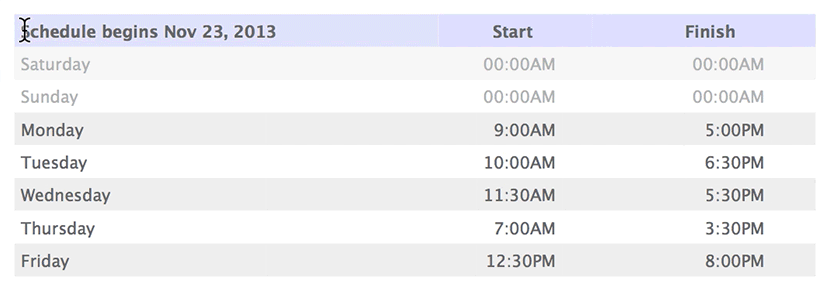 Schedule begins Nov 23, 2013 Start Finish
Saturday 00:00AM 00:00AM
Sunday 00:00AM 00:00AM
Monday 9:00AM 5:00PM
Tuesday 10:00AM 6:30PM
Wednesday 11:30AM 5:30PM
Thursday 7:00AM 3:30PM
Friday 12:30PM 8:00PM